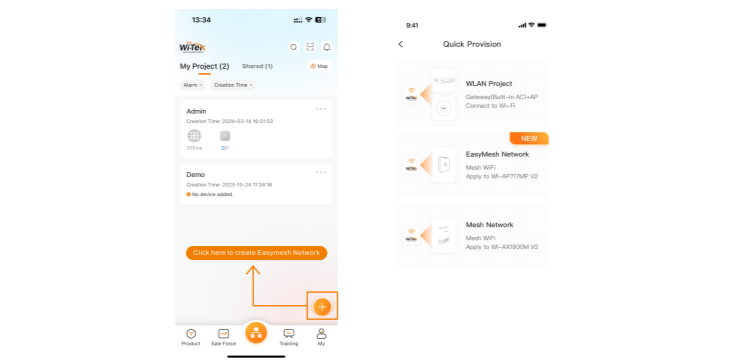 13:34
Wi-Tek
My Project (2)
Shared (1)
Map
Alarm
Creation Time
Admin
Creation Time: 2024-03-14 16:51:53
Offline
0/1
Demo
Creation Time: 2023-10-24 11:34:16
No device added.
Click here to create Easymesh Network
Product
Sale Force
Training
My
9:41
Quick Provision
WLAN Project
Gateway(Built-in AC)+AP
Connect to Wi-Fi
NEW
EasyMesh Network
Mesh WiFi
Apply to WI-AP717MP V2
Mesh Network
Mesh WiFi
Apply to WI-AX1800M V2